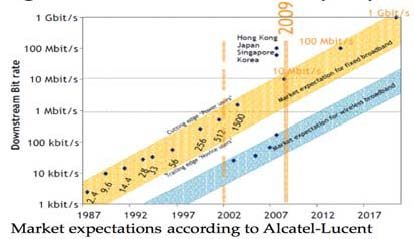 2009
1 Gbit/s
1 Gbit/s
Hong Kong
Japan
Singapore
Korea
100 Mbit/s
100 Mbit/s
10 Mbit/s
10 Mbit/s
Market expectation for fixed broadband
Cutting edge "Power users"
Downstream Bit rate
1 Mbit/s
1500
512
256
100 kbit/s
56
33
28
14.4
9.6
2.4
Trailing edge "Novice users"
Market expectation for wireless broadband
10 kbit/s
1 kbit/s
1987
1992
1997
2002
2007
2012
2017
Market expectations according to Alcatel-Lucent